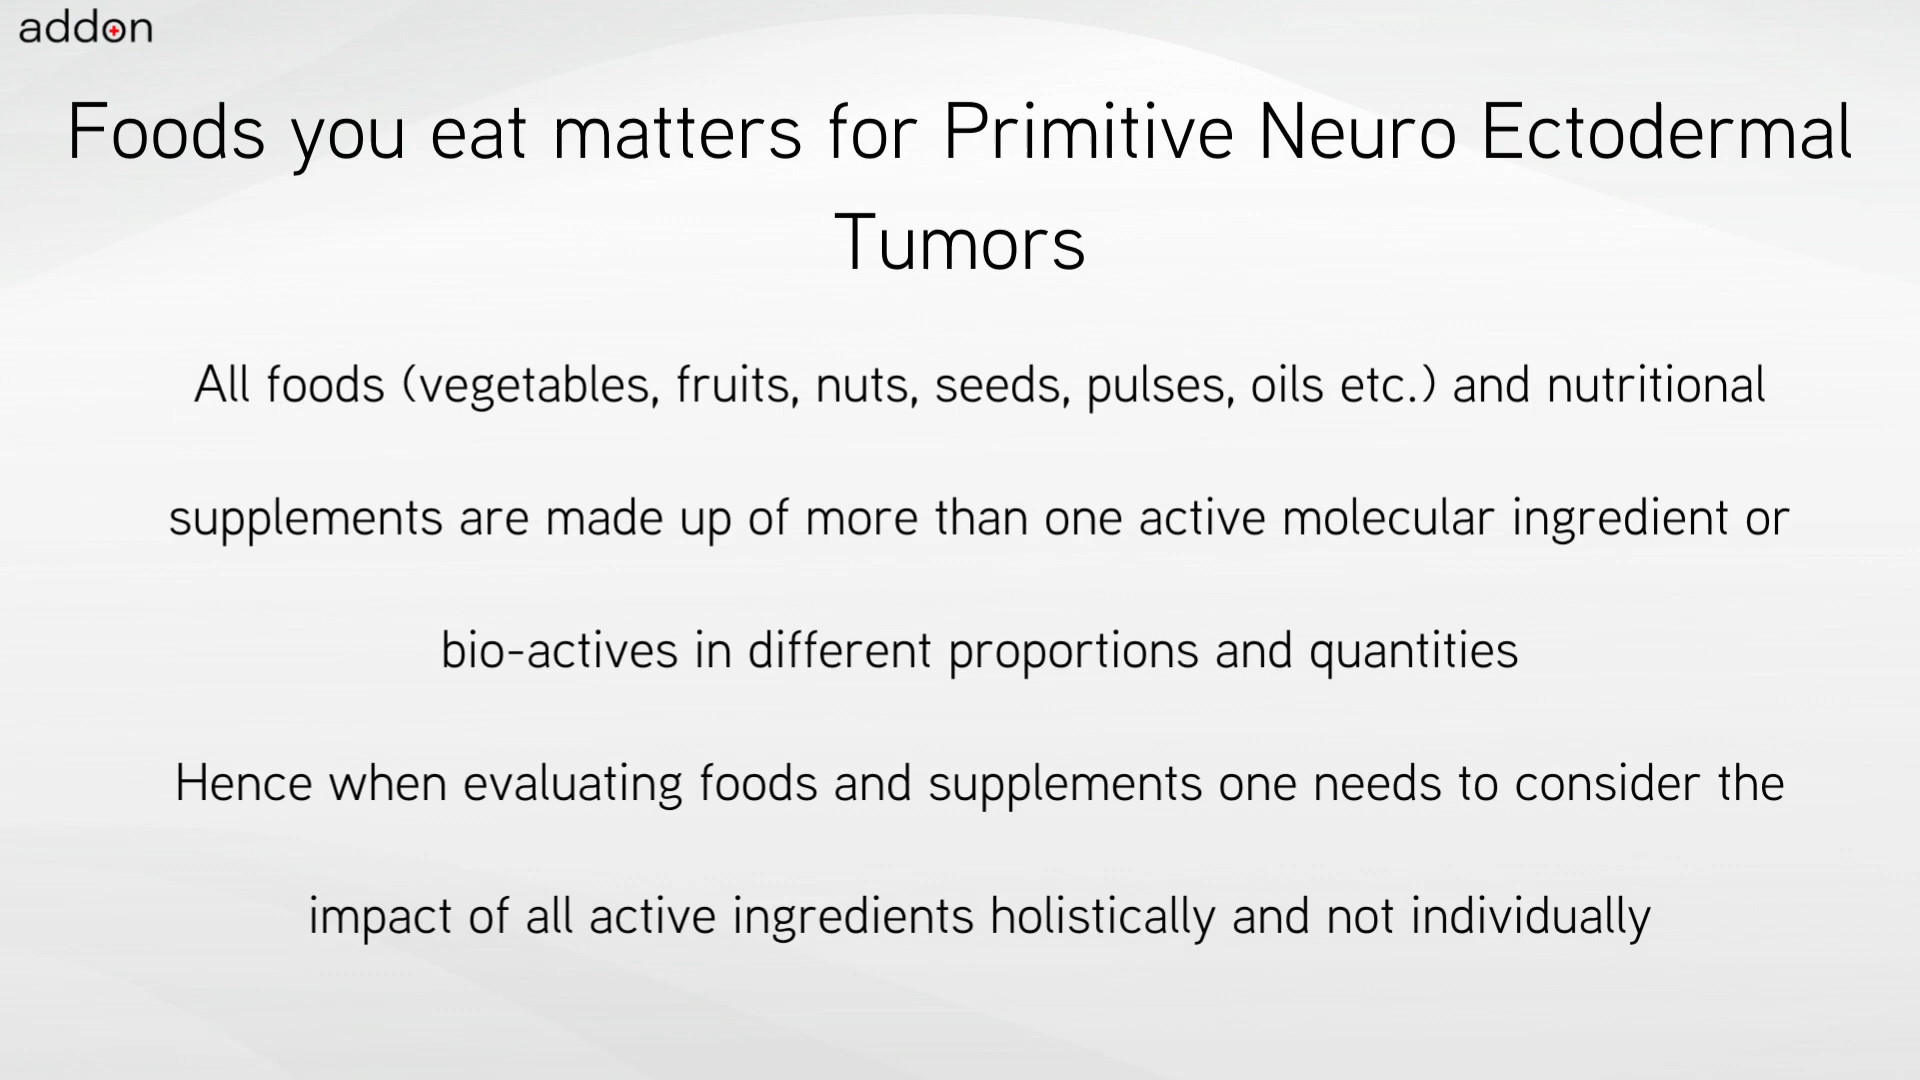 addon
Foods you eat matters for Primitive Neuro Ectodermal
Tumors
All foods (vegetables, fruits, nuts, seeds, pulses, oils etc.) and nutritional
supplements are made up of more than one active molecular ingredient or
bio-actives in different proportions and quantities
Hence when evaluating foods and supplements one needs to consider the
impact of all active ingredients holistically and not individually